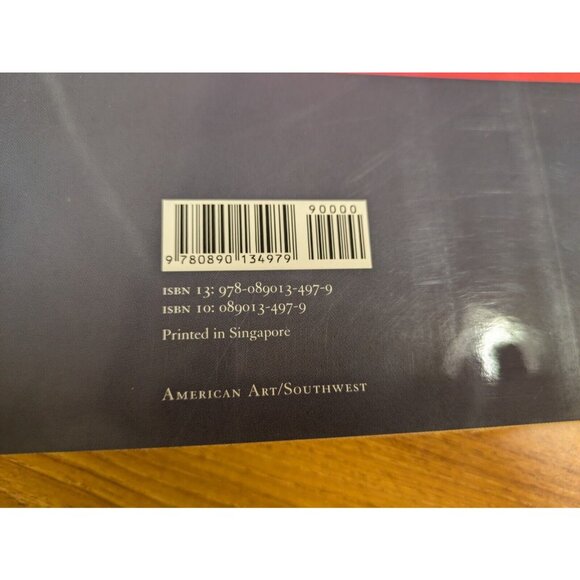 90000
9 780890 134979
ISBN 13: 978-089013-497-9
ISBN 10: 089013-497-9
Printed in Singapore
American Art/Southwest